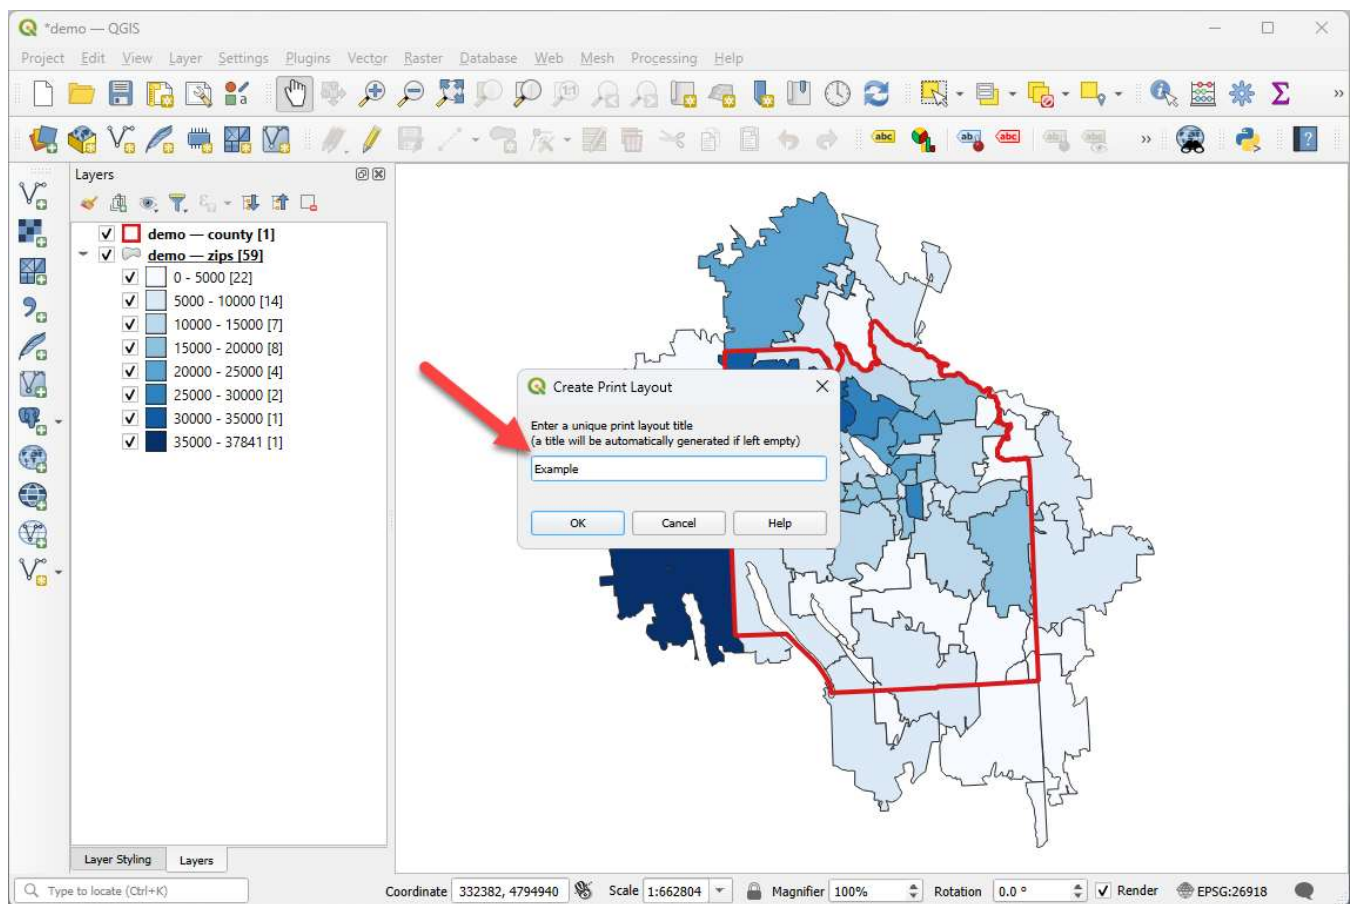 *demo — QGIS
Project Edit View Layer Settings Plugins Vector Raster Database Web Mesh Processing Help
Layers
demo — county [1]
demo — zips [59]
0 - 5000 [22]
5000 - 10000 [14]
10000 - 15000 [7]
15000 - 20000 [8]
20000 - 25000 [4]
25000 - 30000 [2]
30000 - 35000 [1]
35000 - 37841 [1]
Create Print Layout
Enter a unique print layout title
(a title will be automatically generated if left empty)
Example
OK Cancel Help
Layer Styling Layers
Type to locate (Ctrl+K) Coordinate 332382, 4794940 Scale 1:662804 Magnifier 100% Rotation 0.0 ° Render EPSG:26918